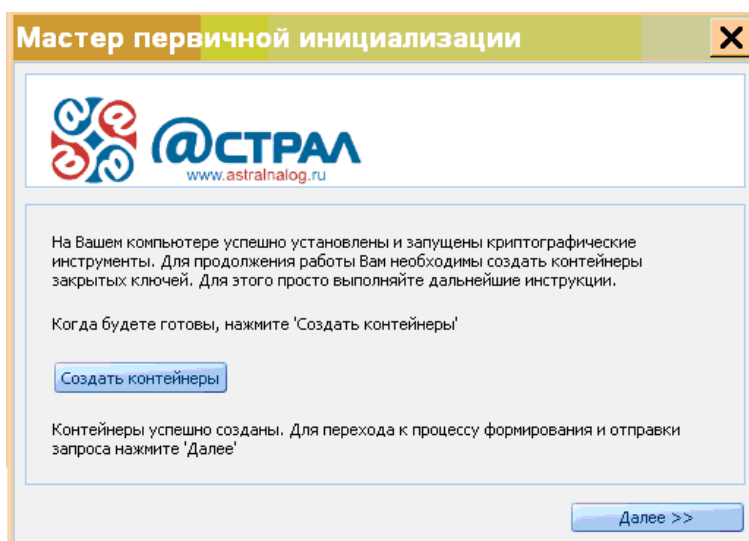 Мастер первичной инициализации
@СТРАЛ
www.astralnalog.ru
На Вашем компьютере успешно установлены и запущены криптографические
инструменты. Для продолжения работы Вам необходимы создать контейнеры
закрытых ключей. Для этого просто выполняйте дальнейшие инструкции.
Когда будете готовы, нажмите 'Создать контейнеры'
Создать контейнеры
Контейнеры успешно созданы. Для перехода к процессу формирования и отправки
запроса нажмите 'Далее'
Далее >>